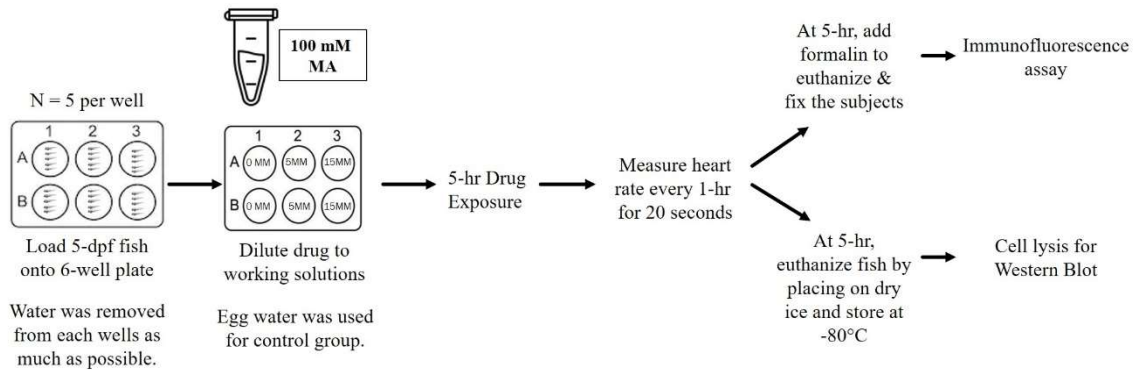 100 mM
MA
N = 5 per well
1 2 3
A
B
Load 5-dpf fish
onto 6-well plate
Water was removed
from each wells as
much as possible.
1 2 3
A 0 MM 5MM 15MM
B 0 MM 5MM 15MM
Dilute drug to
working solutions
Egg water was used
for control group.
5-hr Drug
Exposure
Measure heart
rate every 1-hr
for 20 seconds
At 5-hr, add
formalin to
euthanize &
fix the subjects
Immunofluorescence
assay
At 5-hr,
euthanize fish by
placing on dry
ice and store at
-80°C
Cell lysis for
Western Blot